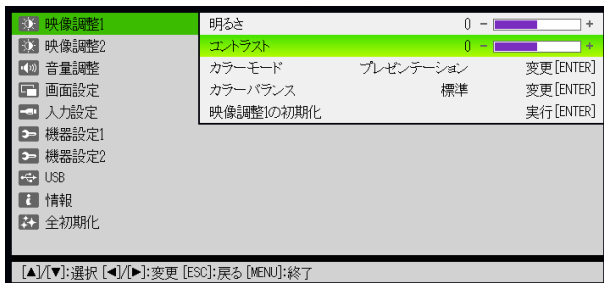 映像調整1
映像調整2
音量調整
画面設定
入力設定
機器設定1
機器設定2
USB
情報
全初期化
明るさ 0 - +
コントラスト 0 - +
カラーモード プレゼンテーション 変更[ENTER]
カラーバランス 標準 変更[ENTER]
映像調整1の初期化 実行[ENTER]
[▲]/[▼]:選択 [◀]/[▶]:変更 [ESC]:戻る [MENU]:終了